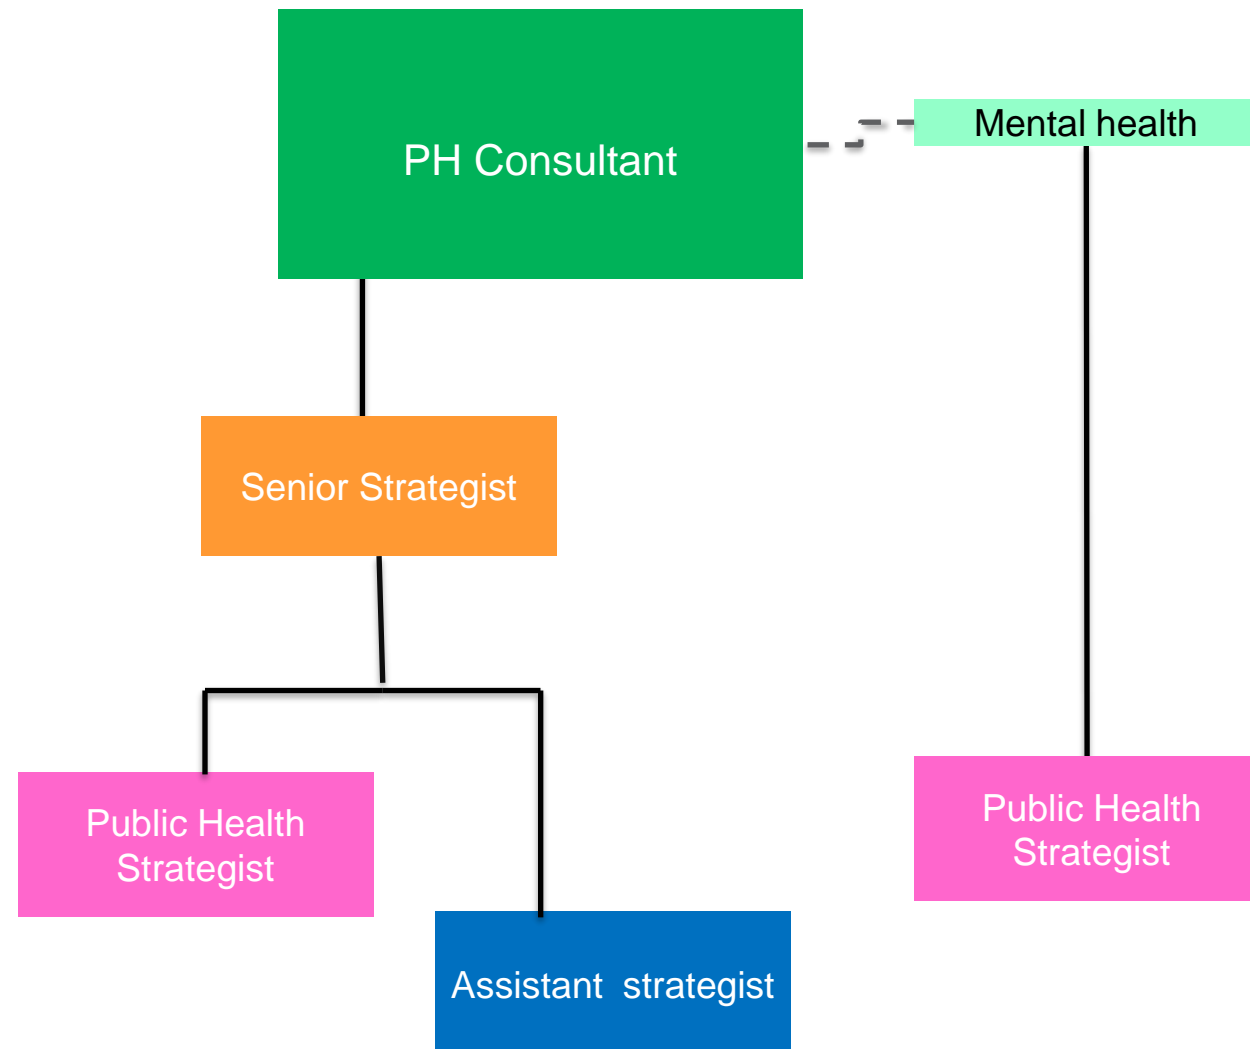 PH Consultant
Mental health
Senior Strategist
Public Health
Strategist
Public Health
Strategist
Assistant  strategist